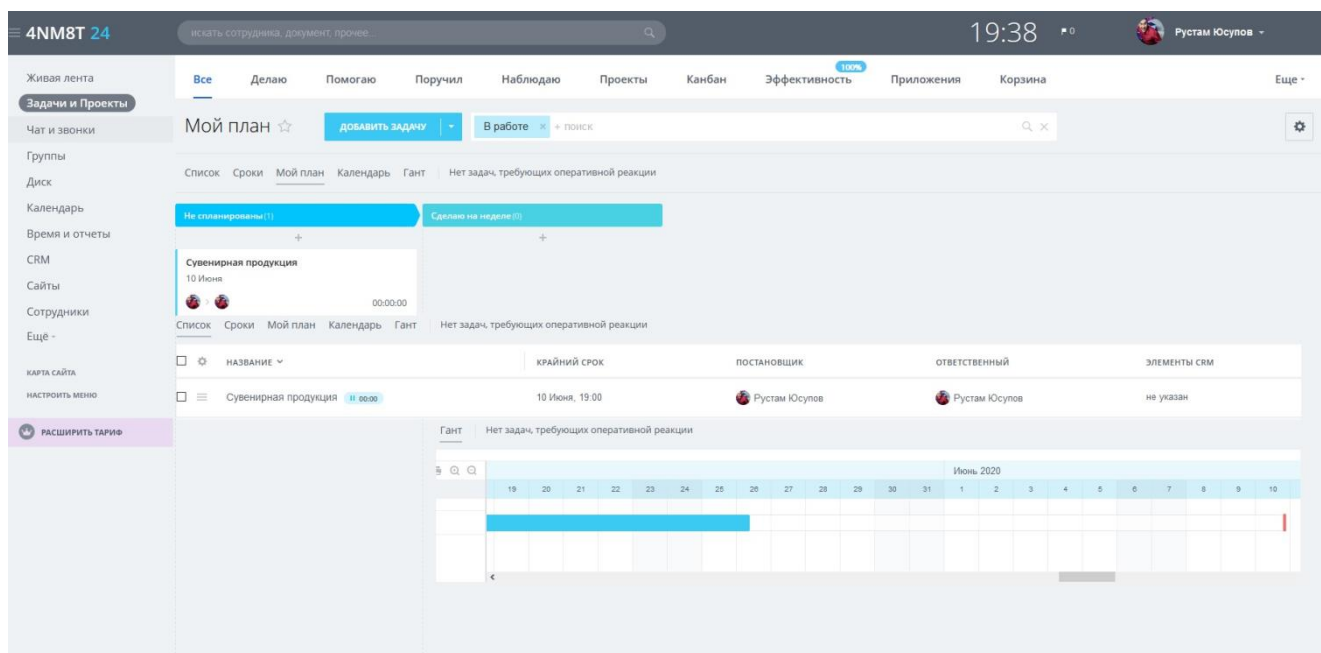 4NM8T 24
искать сотрудника, документ, прочее...
19:38
0
Рустам Юсупов
Живая лента
Задачи и Проекты
Чат и звонки
Группы
Диск
Календарь
Время и отчеты
CRM
Сайты
Сотрудники
Ещё -
КАРТА САЙТА
НАСТРОИТЬ МЕНЮ
РАСШИРИТЬ ТАРИФ
Все Делаю Помогаю Поручил Наблюдаю Проекты Канбан Эффективность 100% Приложения Корзина Еще -
Мой план ДОБАВИТЬ ЗАДАЧУ В работе × + поиск
Список Сроки Мой план Календарь Гант Нет задач, требующих оперативной реакции
Не спланированы (1) Сделаю на неделе (0)
+ +
Сувенирная продукция
10 Июня
00:00:00
Список Сроки Мой план Календарь Гант Нет задач, требующих оперативной реакции
НАЗВАНИЕ КРАЙНИЙ СРОК ПОСТАНОВЩИК ОТВЕТСТВЕННЫЙ ЭЛЕМЕНТЫ CRM
Сувенирная продукция 00:00 10 Июня, 19:00 Рустам Юсупов Рустам Юсупов не указан
Гант Нет задач, требующих оперативной реакции
Июнь 2020
19 20 21 22 23 24 25 26 27 28 29 30 31 1 2 3 4 5 6 7 8 9 10